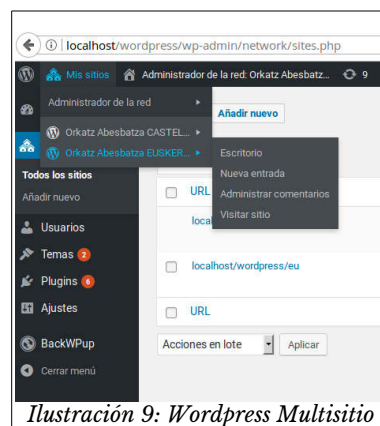 localhost/wordpress/wp-admin/network/sites.php
Mis sitios Administrador de la red: Orkatz Abesbatz... 9
Administrador de la red
Orkatz Abesbatza CASTEL...
Orkatz Abesbatza EUSKER...
Añadir nuevo
Escritorio
Nueva entrada
Administrar comentarios
Visitar sitio
Todos los sitios
Añadir nuevo
URL
local
Usuarios
Temas 2
localhost/wordpress/eu
Plugins 6
Ajustes
URL
BackWPup
Acciones en lote Aplicar
Cerrar menú
Ilustración 9: Wordpress Multisitio